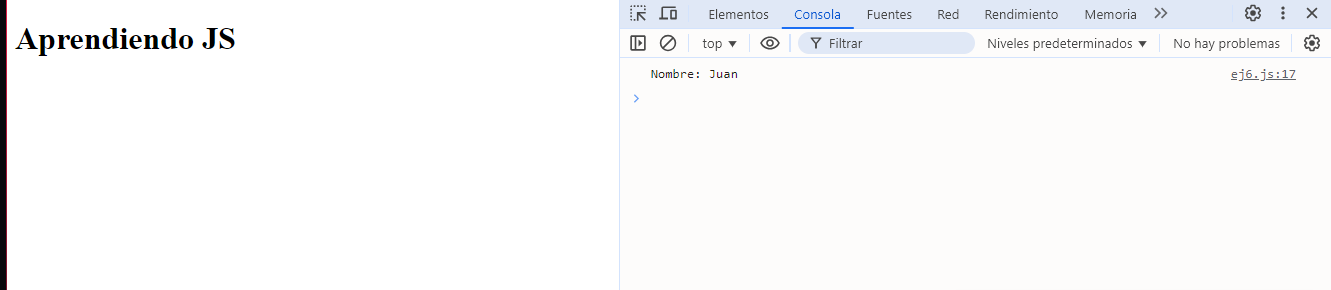 Aprendiendo JS
Elementos Consola Fuentes Red Rendimiento Memoria
top Filtrar Niveles predeterminados No hay problemas
Nombre: Juan ej6.js:17